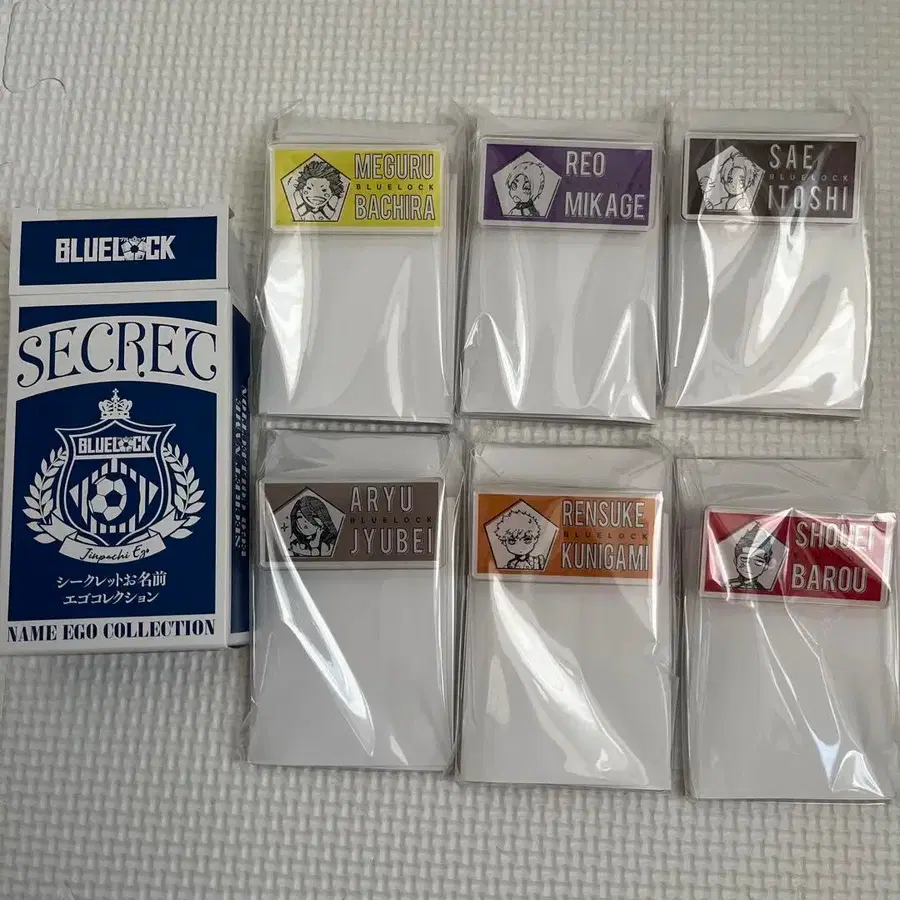 BLUELOCK
SECRET
BLUELOCK
Jinpachi Ego
シークレットお名前
エゴコレクション
NAME EGO COLLECTION
MEGURU
BLUELOCK
BACHIRA
REO
BLUELOCK
MIKAGE
SAE
BLUELOCK
ITOSHI
ARYU
BLUELOCK
JYUBEI
RENSUKE
BLUELOCK
KUNIGAMI
SHOUEI
BAROU